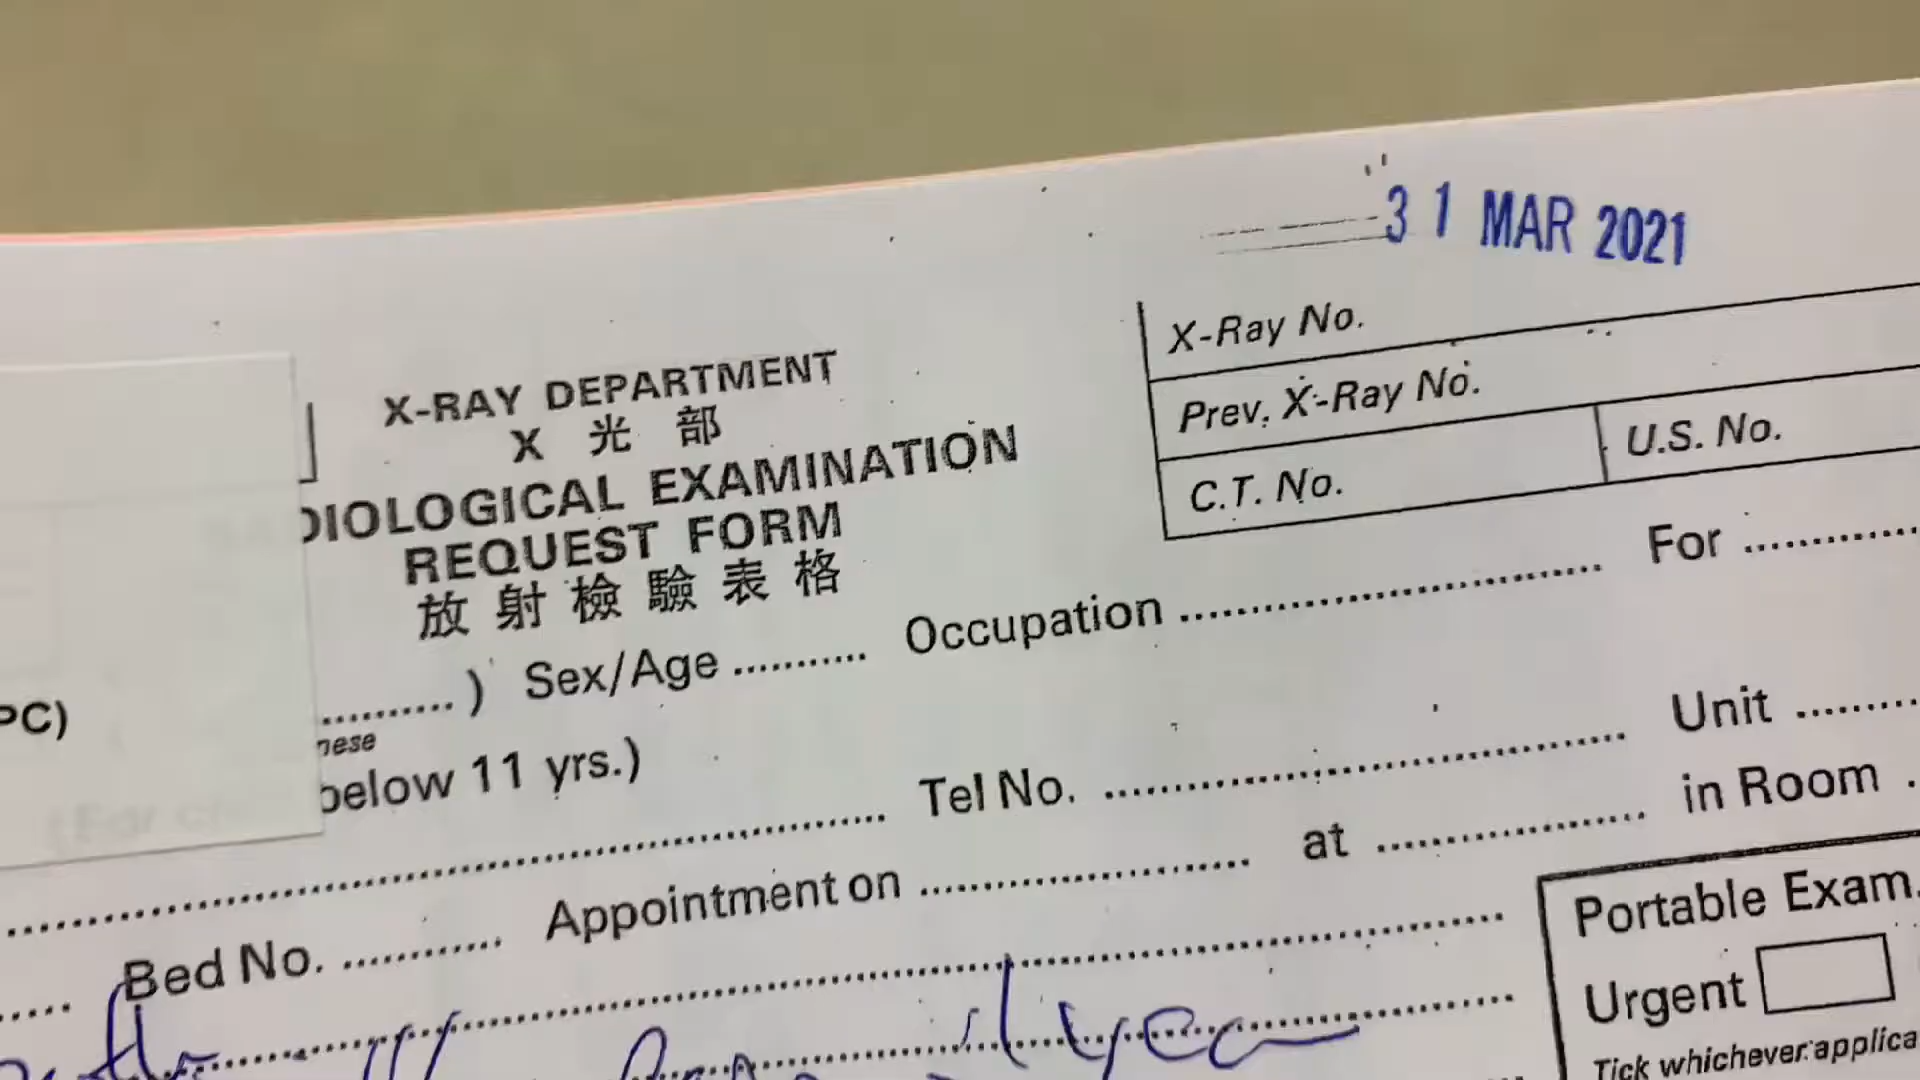 31 MAR 2021
X-Ray No.
X-RAY DEPARTMENT
Prev. X-Ray No.
X 光 部
C.T. No. U.S. No.
DIOLOGICAL EXAMINATION
REQUEST FORM
放 射 檢 驗 表 格
.......... ) Sex/Age .......... Occupation .......... For ..........
PC)
nese
below 11 yrs.)
Tel No. .......... Unit ..........
Bed No. .......... Appointment on .......... at .......... in Room .
Portable Exam.
Urgent
Tick whichever applica